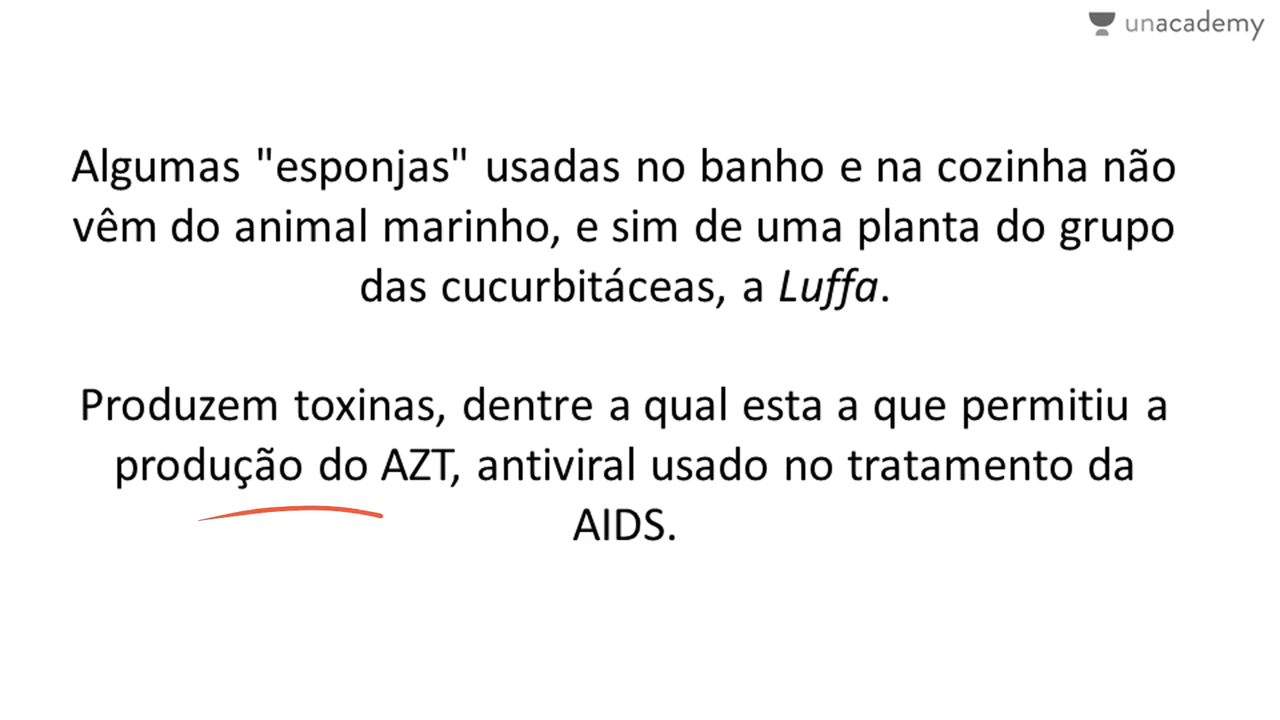 unacademy
Algumas "esponjas" usadas no banho e na cozinha não
vêm do animal marinho, e sim de uma planta do grupo
das cucurbitáceas, a Luffa.
Produzem toxinas, dentre a qual esta a que permitiu a
produção do AZT, antiviral usado no tratamento da
AIDS.